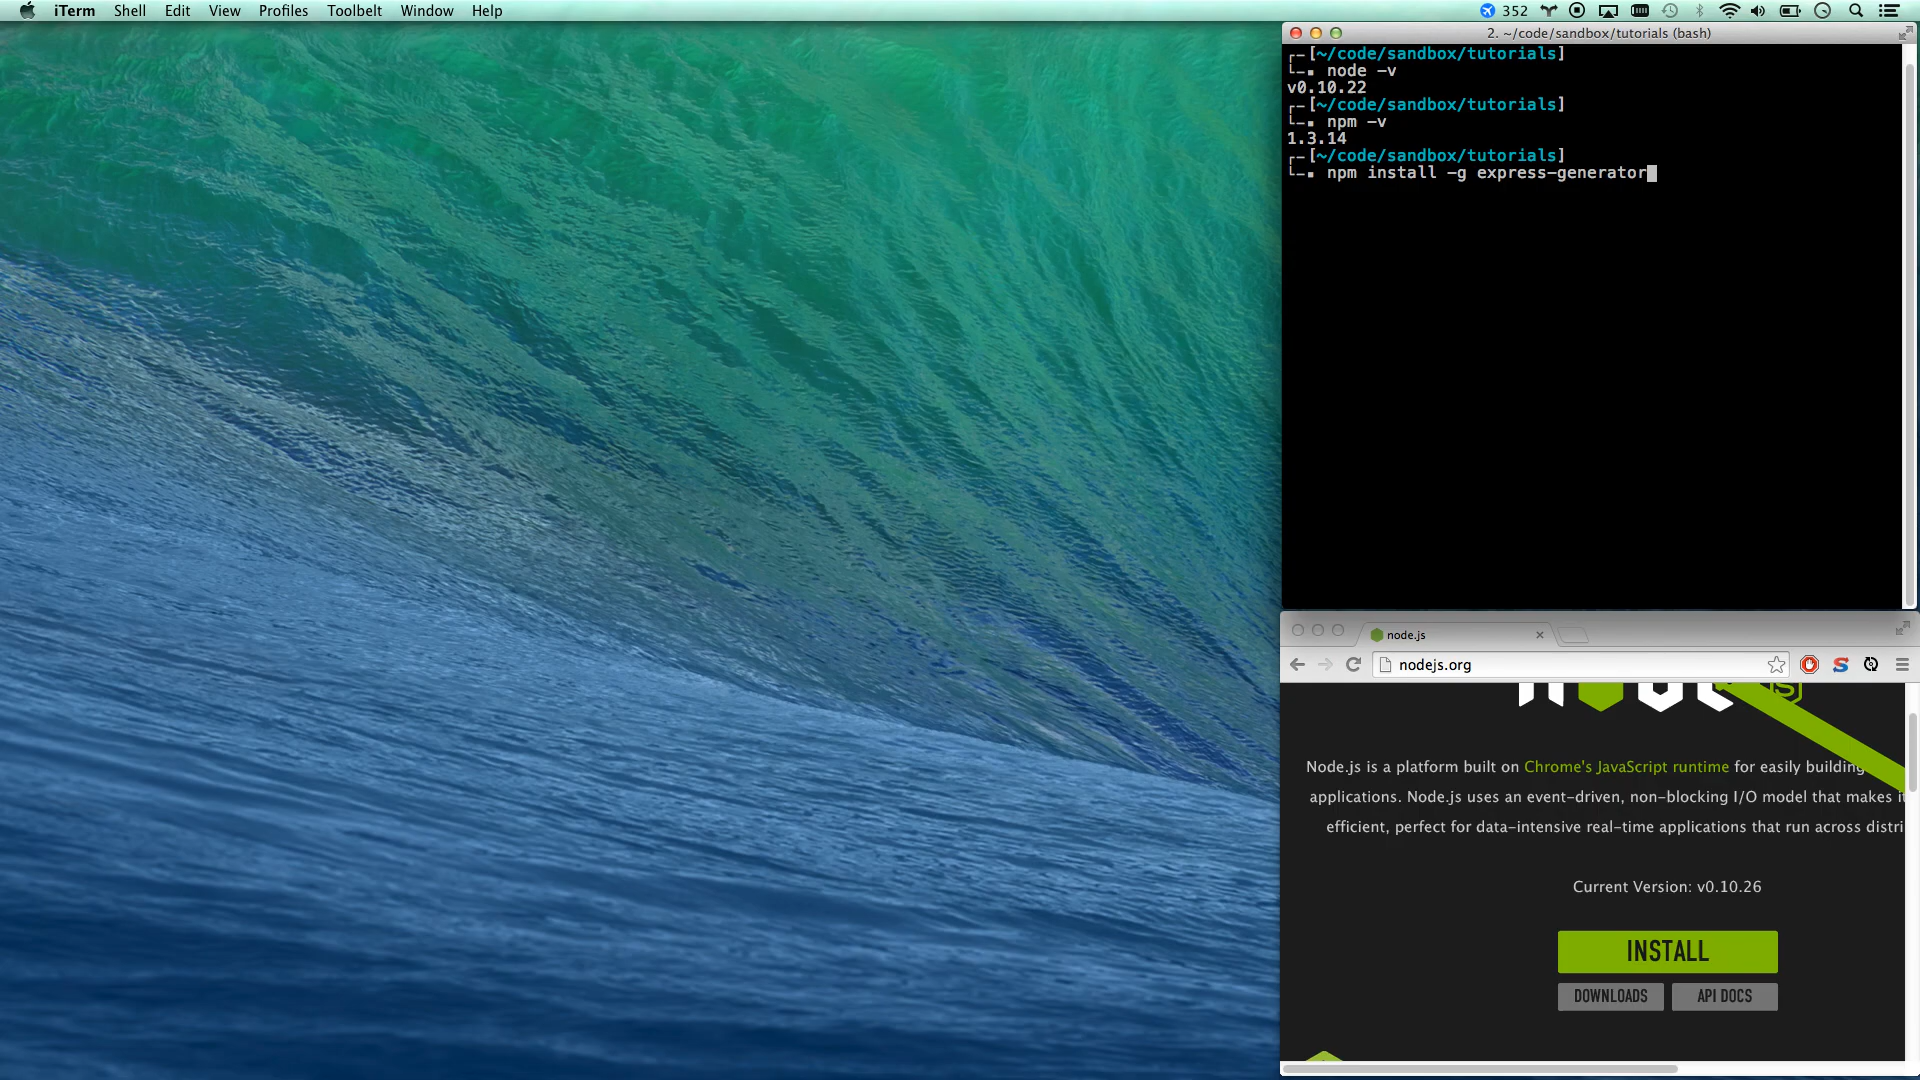 iTerm Shell Edit View Profiles Toolbelt Window Help 352
2. ~/code/sandbox/tutorials (bash)
┌─[~/code/sandbox/tutorials]
└─▪ node -v
v0.10.22
┌─[~/code/sandbox/tutorials]
└─▪ npm -v
1.3.14
┌─[~/code/sandbox/tutorials]
└─▪ npm install -g express-generator
node.js
nodejs.org
Node.js is a platform built on Chrome's JavaScript runtime for easily building
applications. Node.js uses an event-driven, non-blocking I/O model that makes it
efficient, perfect for data-intensive real-time applications that run across distri
Current Version: v0.10.26
INSTALL
DOWNLOADS API DOCS